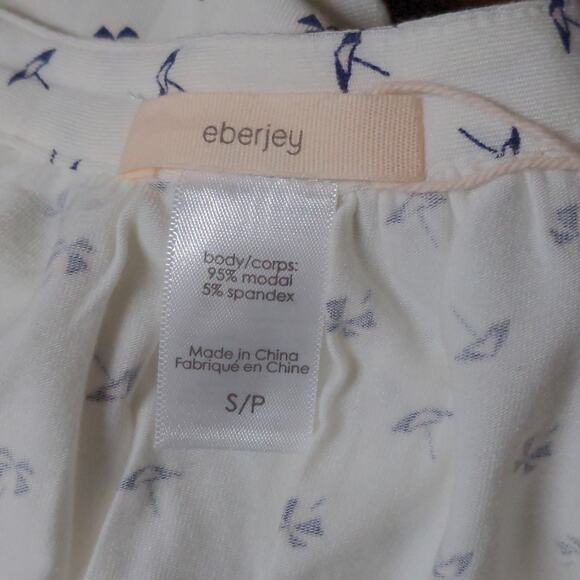 eberjey
body/corps:
95% modal
5% spandex
Made in China
Fabriqué en Chine
S/P